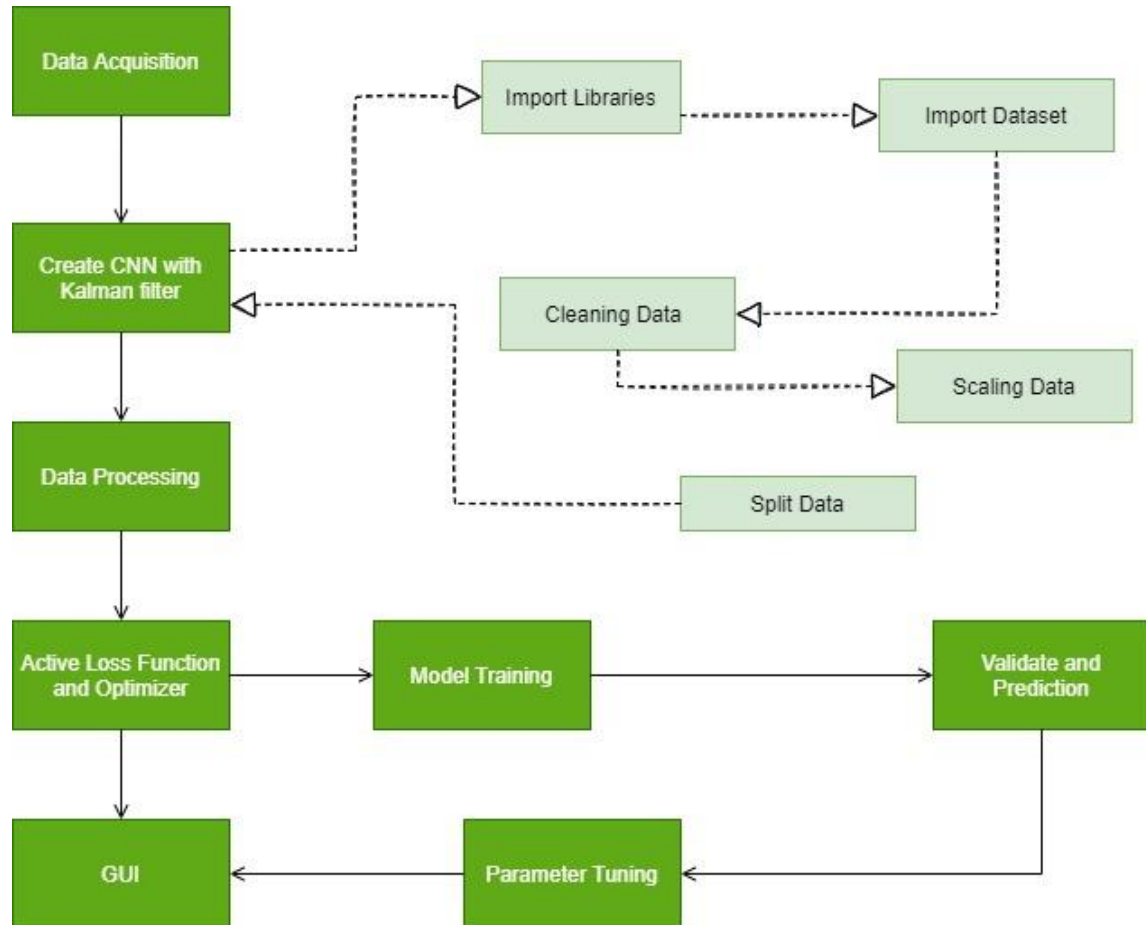 Data Acquisition
Import Libraries
Import Dataset
Create CNN with
Kalman filter
Cleaning Data
Scaling Data
Data Processing
Split Data
Active Loss Function
and Optimizer
Model Training
Validate and
Prediction
GUI
Parameter Tuning